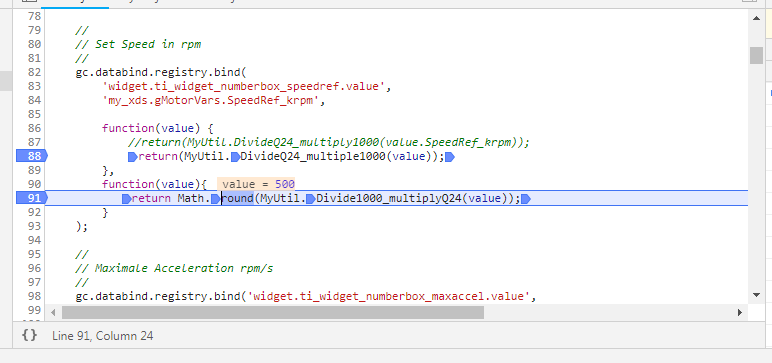 78
79 //
80 // Set Speed in rpm
81 //
82 gc.databind.registry.bind(
83 'widget.ti_widget_numberbox_speedref.value',
84 'my_xds.gMotorVars.SpeedRef_krpm',
85
86 function(value) {
87 //return(MyUtil.DivideQ24_multiply1000(value.SpeedRef_krpm));
88 return(MyUtil.DivideQ24_multiple1000(value));
89 },
90 function(value){ value = 500
91 return Math.round(MyUtil.Divide1000_multiplyQ24(value));
92 }
93 );
94
95 //
96 // Maximale Acceleration rpm/s
97 //
98 gc.databind.registry.bind('widget.ti_widget_numberbox_maxaccel.value',
99
{} Line 91, Column 24